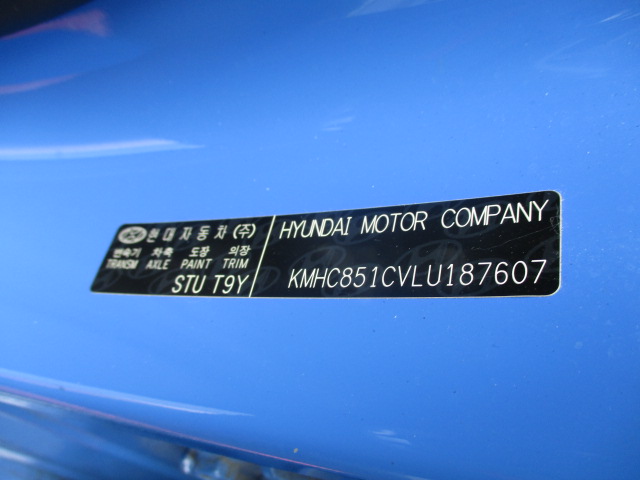 현대자동차(주)
변속기 차축 도장 의장
TRANSM AXLE PAINT TRIM
STU T9Y
HYUNDAI MOTOR COMPANY
KMHC851CVLU187607